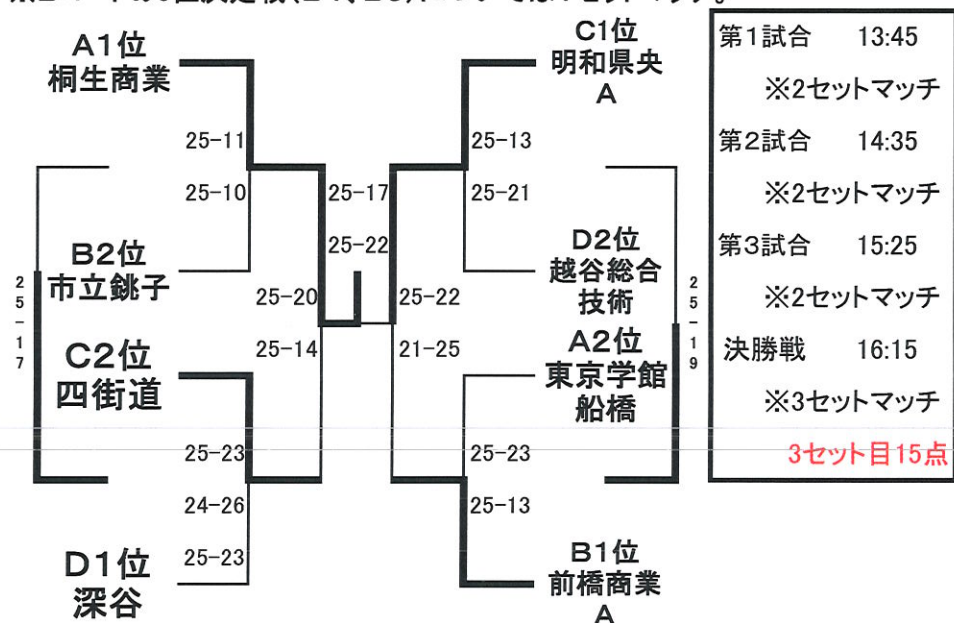 A1位
桐生商業
25-11
25-10
B2位
市立銚子
25-17
C2位
四街道
25-23
24-26
25-23
D1位
深谷
25-20
25-14
25-17
25-22
25-22
21-25
C1位
明和県央
A
25-13
25-21
D2位
越谷総合
技術
25-19
A2位
東京学館
船橋
25-23
25-13
B1位
前橋商業
A
第1試合 13:45
※2セットマッチ
第2試合 14:35
※2セットマッチ
第3試合 15:25
※2セットマッチ
決勝戦 16:15
※3セットマッチ
3セット目15点